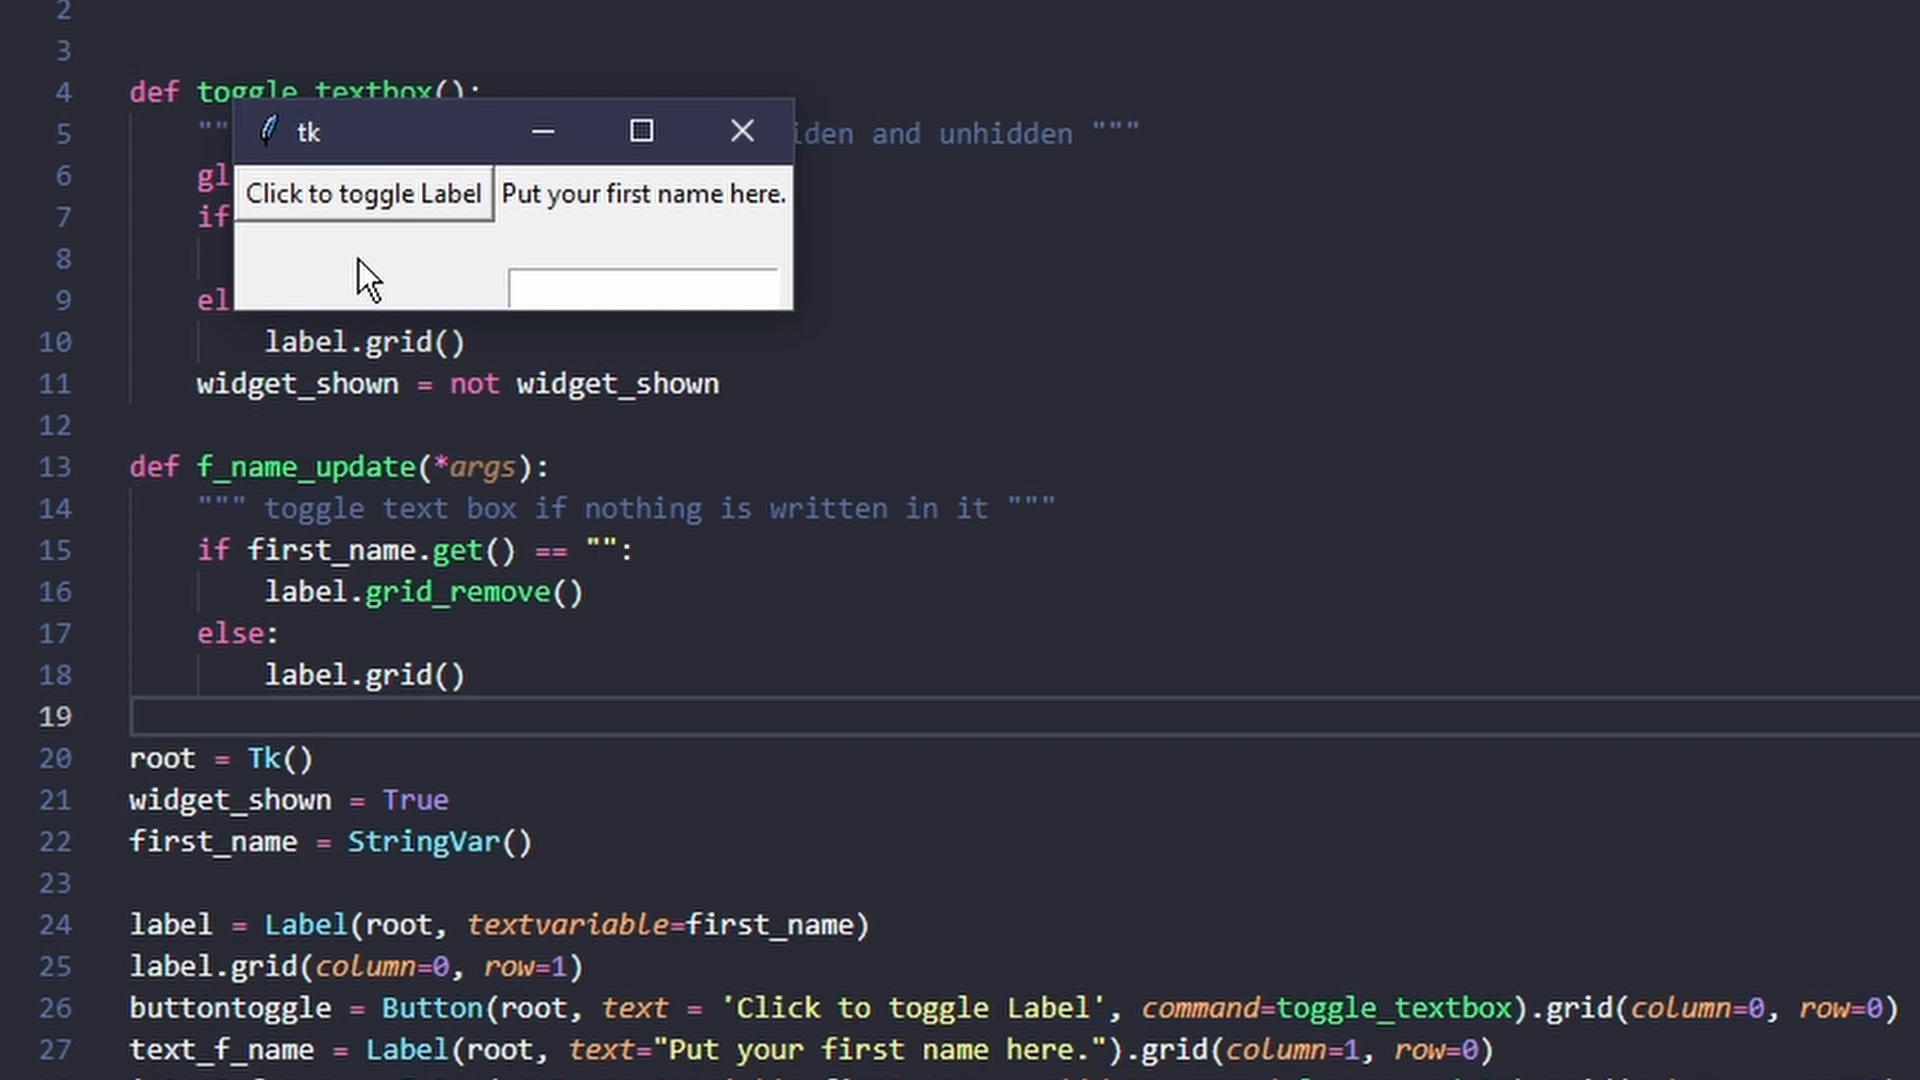 2
3
4 def toggle_textbox():
5 """ iden and unhidden """
6 gl
7 if
8
9 el
10 label.grid()
11 widget_shown = not widget_shown
12
13 def f_name_update(*args):
14 """ toggle text box if nothing is written in it """
15 if first_name.get() == "":
16 label.grid_remove()
17 else:
18 label.grid()
19
20 root = Tk()
21 widget_shown = True
22 first_name = StringVar()
23
24 label = Label(root, textvariable=first_name)
25 label.grid(column=0, row=1)
26 buttontoggle = Button(root, text = 'Click to toggle Label', command=toggle_textbox).grid(column=0, row=0)
27 text_f_name = Label(root, text="Put your first name here.").grid(column=1, row=0)
tk
Click to toggle Label Put your first name here.